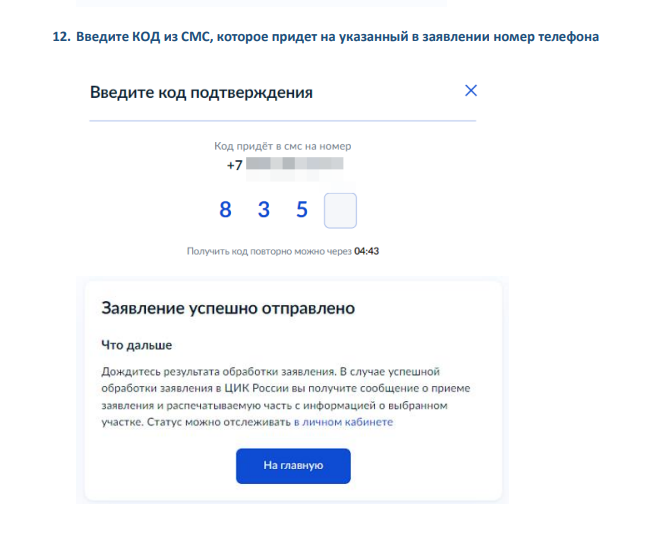 12. Введите КОД из СМС, которое придет на указанный в заявлении номер телефона
Введите код подтверждения
Код придёт в смс на номер
+7
8 3 5
Получить код повторно можно через 04:43
Заявление успешно отправлено
Что дальше
Дождитесь результата обработки заявления. В случае успешной
обработки заявления в ЦИК России вы получите сообщение о приеме
заявления и распечатываемую часть с информацией о выбранном
участке. Статус можно отслеживать в личном кабинете
На главную